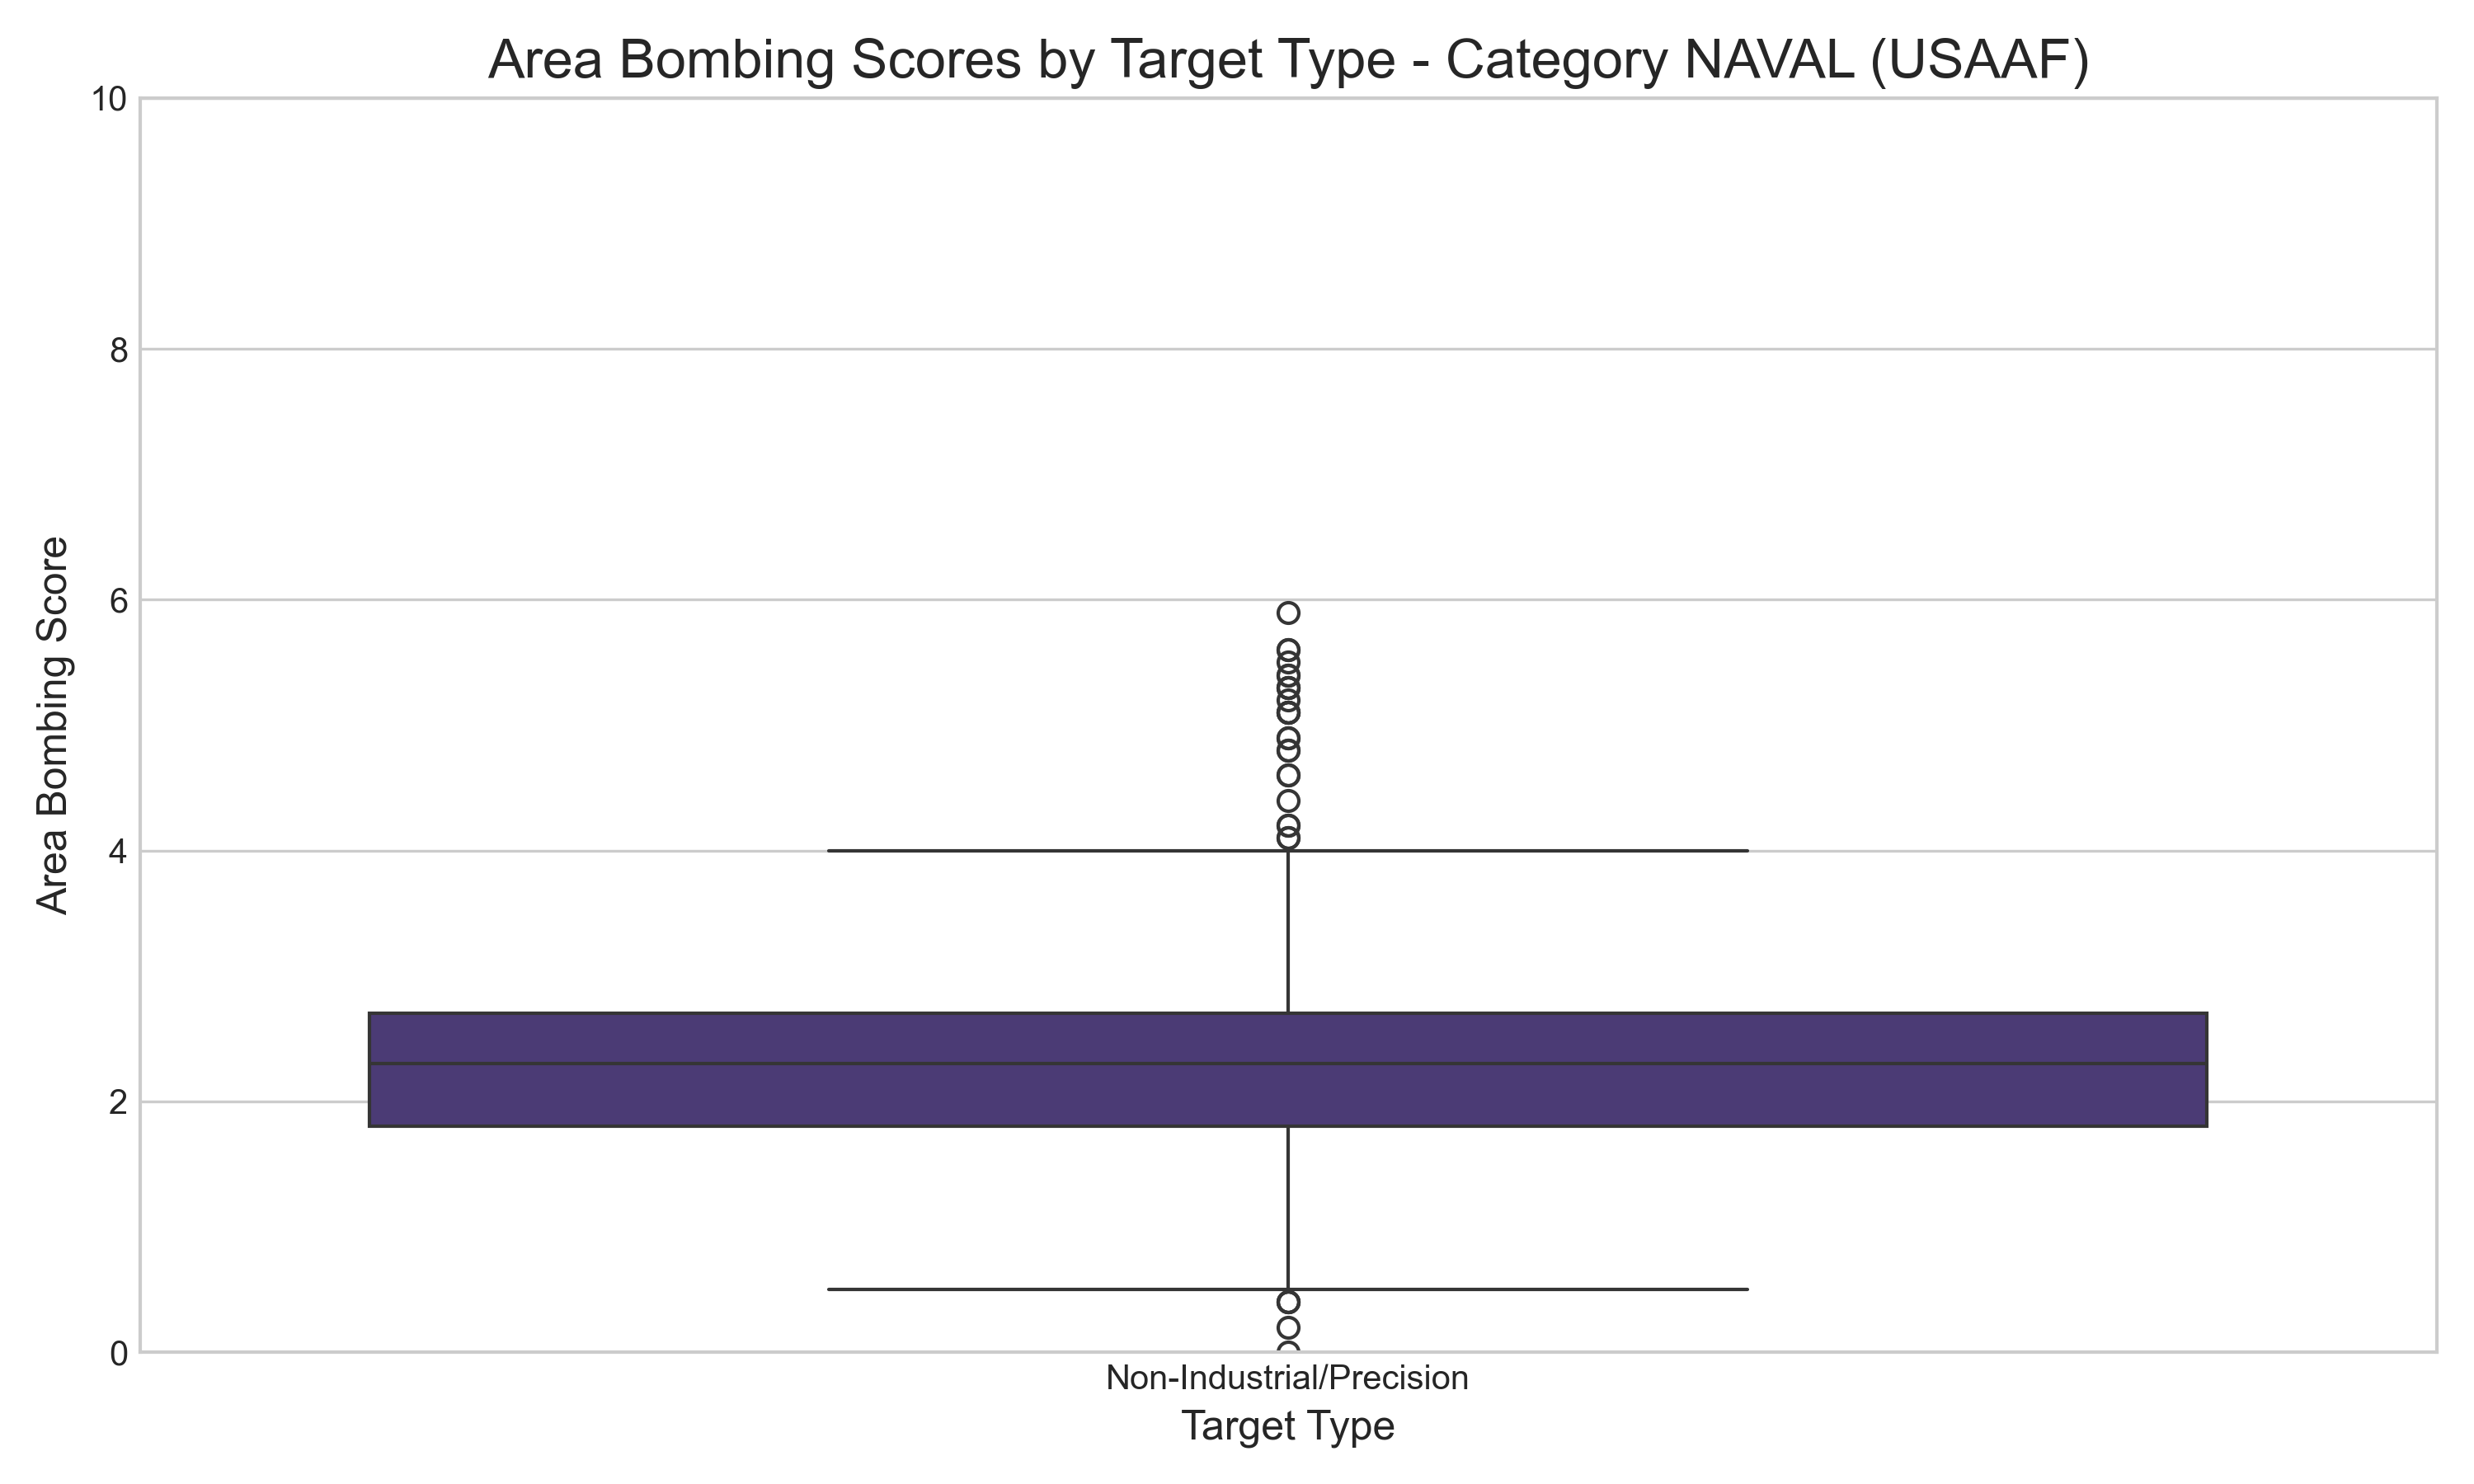 Area Bombing Scores by Target Type - Category NAVAL (USAAF)
10
8
6
4
2
0
Area Bombing Score
Non-Industrial/Precision
Target Type